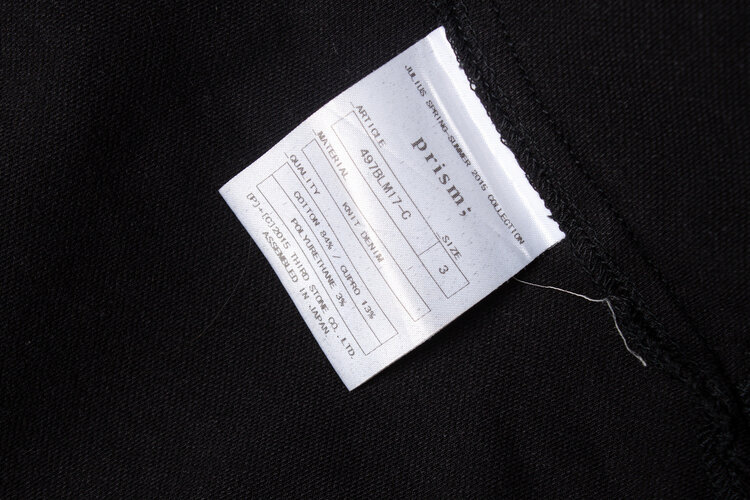 JULIUS SPRING-SUMMER 2015 COLLECTION
prism;
ARTICLE
SIZE
497BLM17-C
3
MATERIAL
KNIT DENIM
QUALITY
COTTON 84% / CUPRO 13%
POLYURETHANE 3%
[P]+[C]2015 THIRD STONE CO.,LTD.
ASSEMBLED IN JAPAN.